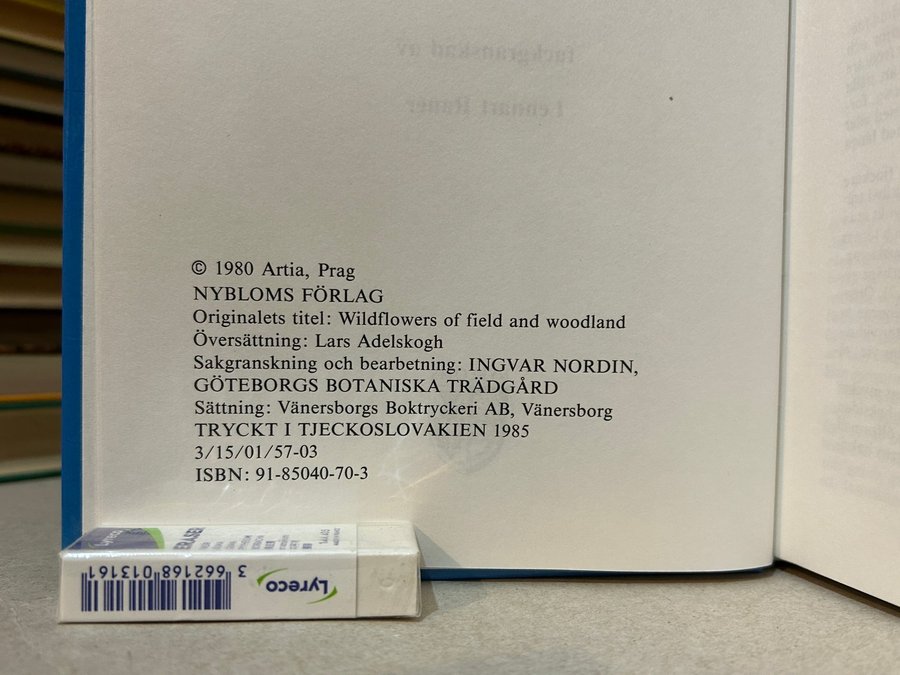 © 1980 Artia, Prag
NYBLOMS FÖRLAG
Originalets titel: Wildflowers of field and woodland
Översättning: Lars Adelskogh
Sakgranskning och bearbetning: INGVAR NORDIN,
GÖTEBORGS BOTANISKA TRÄDGÅRD
Sättning: Vänersborgs Boktryckeri AB, Vänersborg
TRYCKT I TJECKOSLOVAKIEN 1985
3/15/01/57-03
ISBN: 91-85040-70-3
Lyreco
ERASER
Lyreco
3 662168 013161